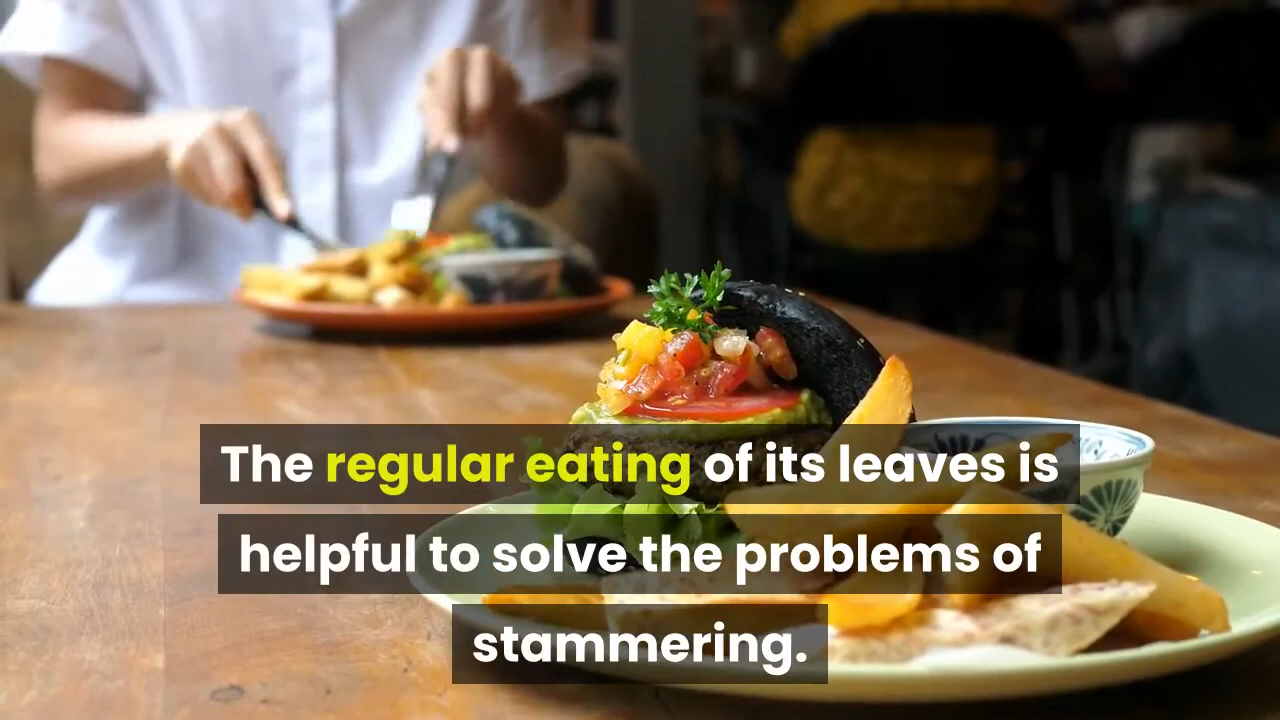 The regular eating of its leaves is
helpful to solve the problems of
stammering.